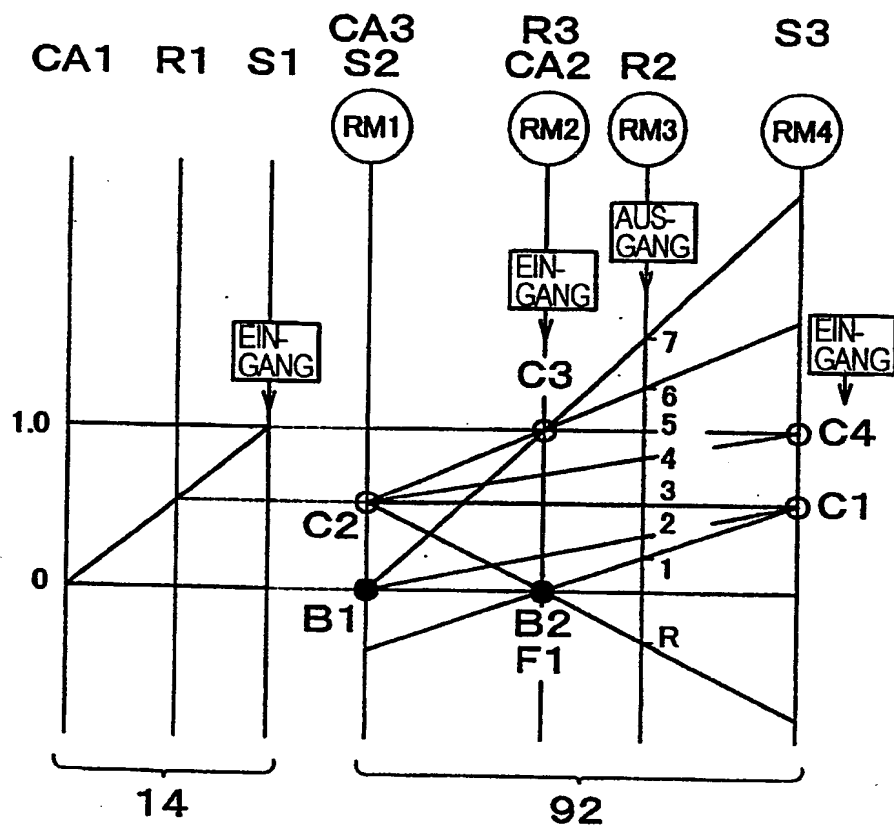 CA3 R3 S3
CA1 R1 S1 S2 CA2 R2
RM1 RM2 RM3 RM4
AUS-
GANG
EIN-
GANG
EIN-
GANG
EIN-
GANG
7
C3
6
1.0
5
C4
4
3
C1
C2
2
1
0
B1
B2
F1
R
14
92